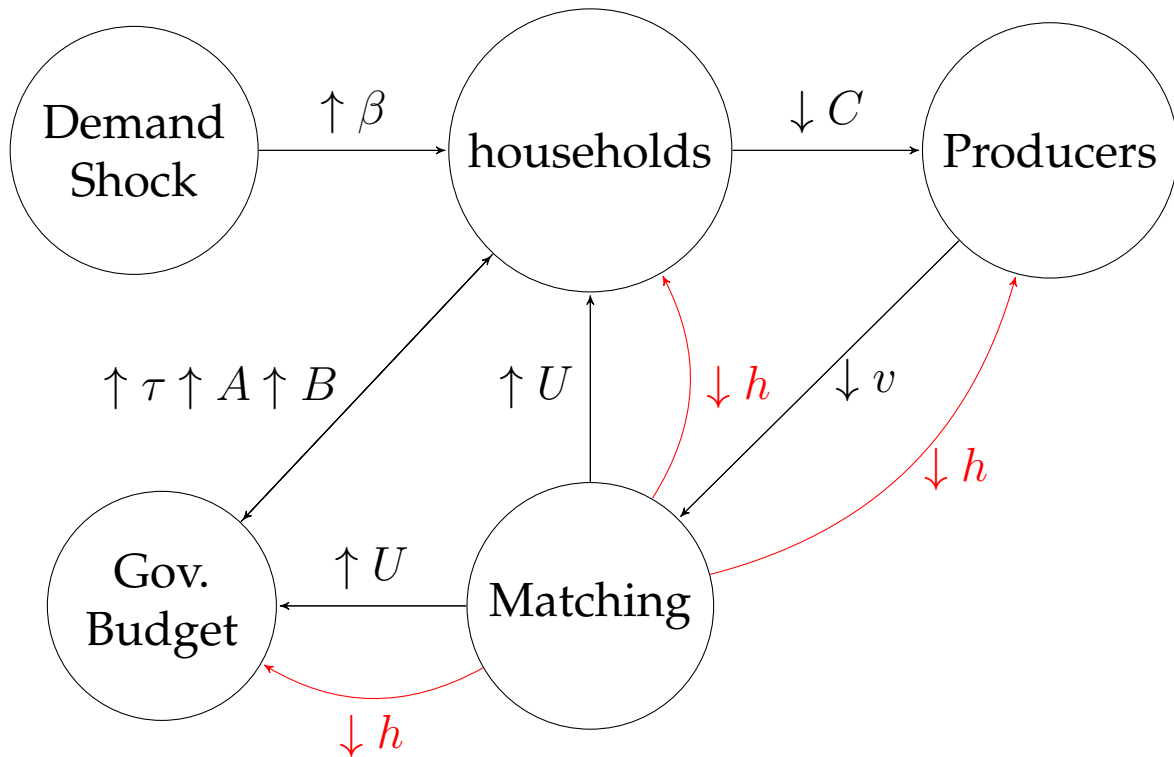 Demand
Shock
↑ β
households
↓ C
Producers
↑ τ ↑ A ↑ B
↑ U
↓ h
↓ v
↓ h
Gov.
Budget
↑ U
Matching
↓ h